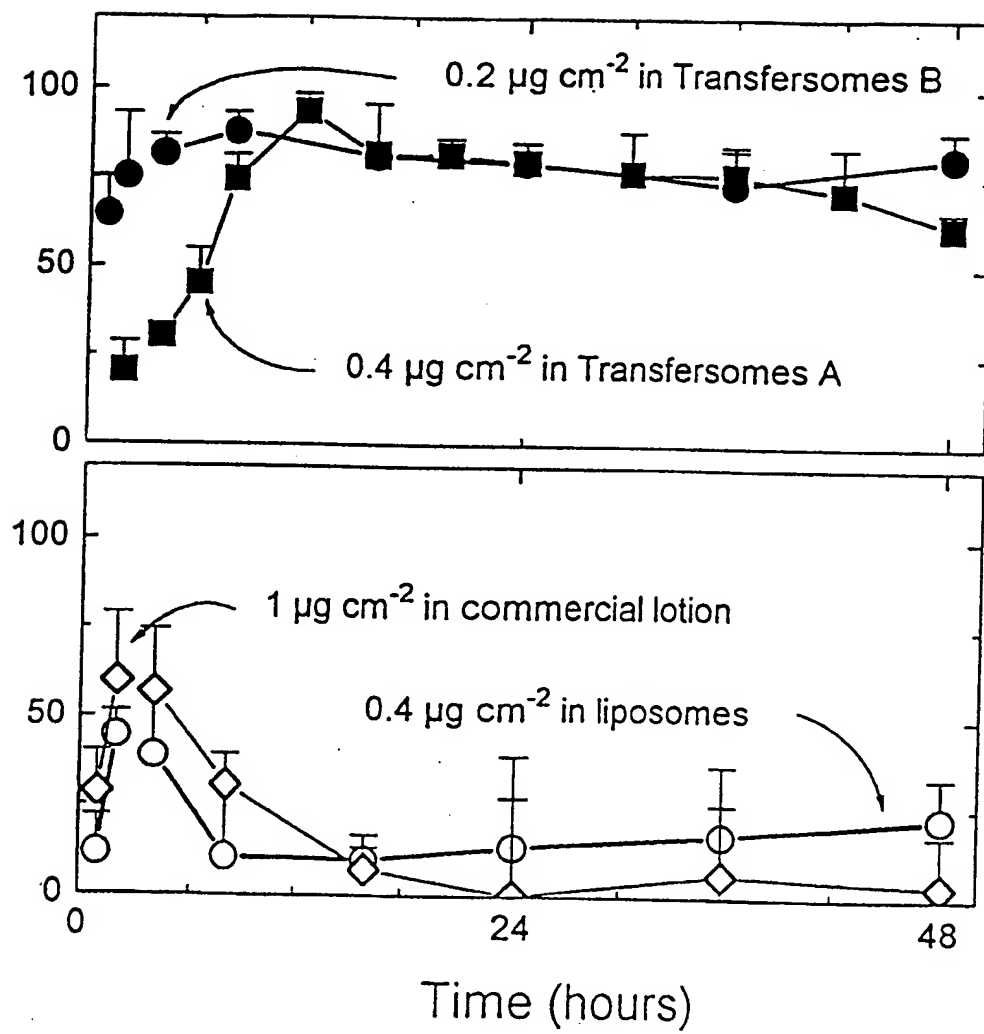 100
0.2 µg cm-2 in Transfersomes B
50
0.4 µg cm-2 in Transfersomes A
0
100
1 µg cm-2 in commercial lotion
50
0.4 µg cm-2 in liposomes
0
0 24 48
Time (hours)